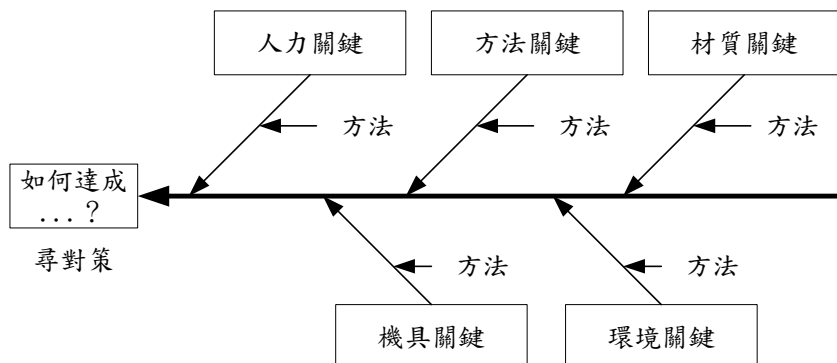 人力關鍵
方法關鍵
材質關鍵
方法
方法
方法
如何達成
...？
尋對策
方法
方法
機具關鍵
環境關鍵